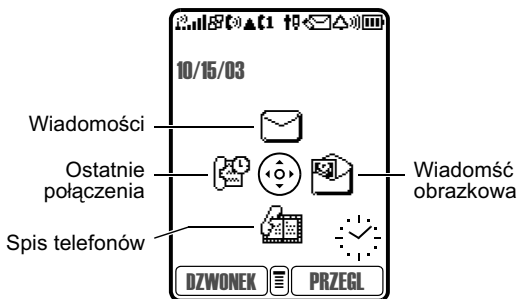 10/15/03
Wiadomości
Ostatnie
połączenia
Wiadomść
obrazkowa
Spis telefonów
DZWONEK
PRZEGL